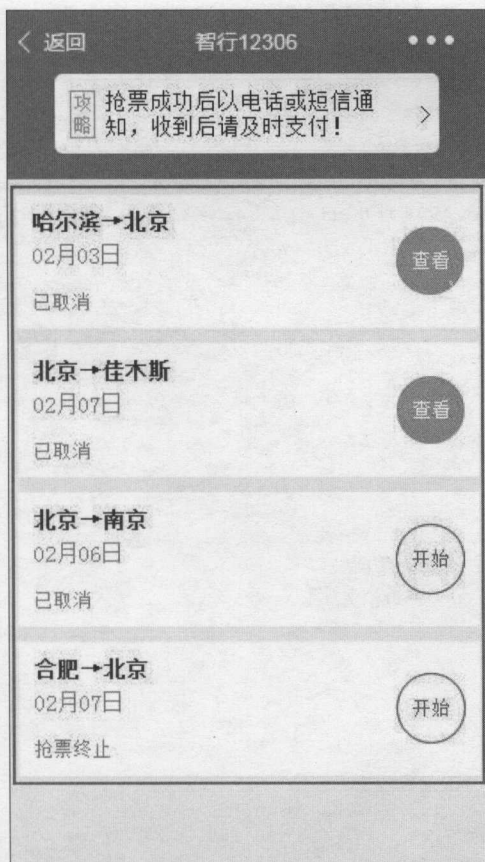 返回 智行12306
攻略
抢票成功后以电话或短信通
知，收到后请及时支付！
哈尔滨→北京
02月03日
查看
已取消
北京→佳木斯
02月07日
查看
已取消
北京→南京
02月06日
开始
已取消
合肥→北京
02月07日
开始
抢票终止